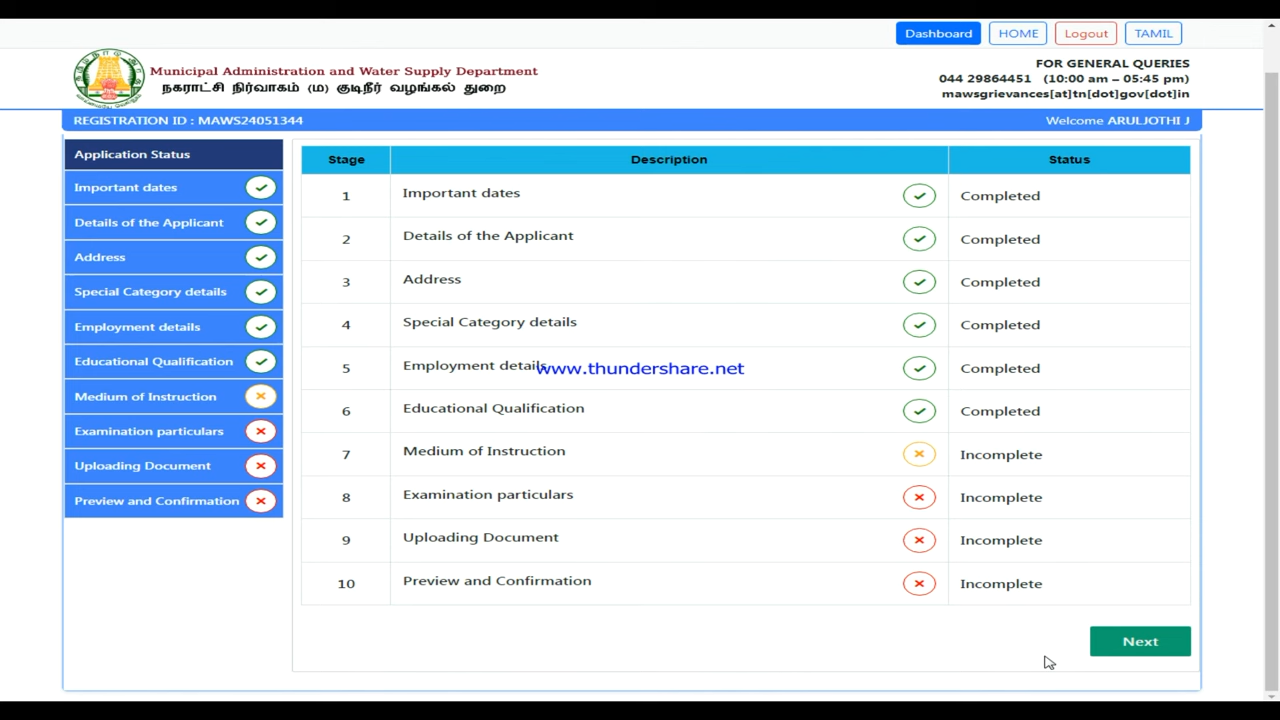 Dashboard HOME Logout TAMIL
Municipal Administration and Water Supply Department
நகராட்சி நிர்வாகம் (ம) குடிநீர் வழங்கல் துறை
FOR GENERAL QUERIES
044 29864451 (10:00 am – 05:45 pm)
mawsgrievances[at]tn[dot]gov[dot]in
REGISTRATION ID : MAWS24051344 Welcome ARULJOTHI J
Application Status
Important dates
Details of the Applicant
Address
Special Category details
Employment details
Educational Qualification
Medium of Instruction
Examination particulars
Uploading Document
Preview and Confirmation
Stage Description Status
1 Important dates Completed
2 Details of the Applicant Completed
3 Address Completed
4 Special Category details Completed
5 Employment details Completed
www.thundershare.net
6 Educational Qualification Completed
7 Medium of Instruction Incomplete
8 Examination particulars Incomplete
9 Uploading Document Incomplete
10 Preview and Confirmation Incomplete
Next